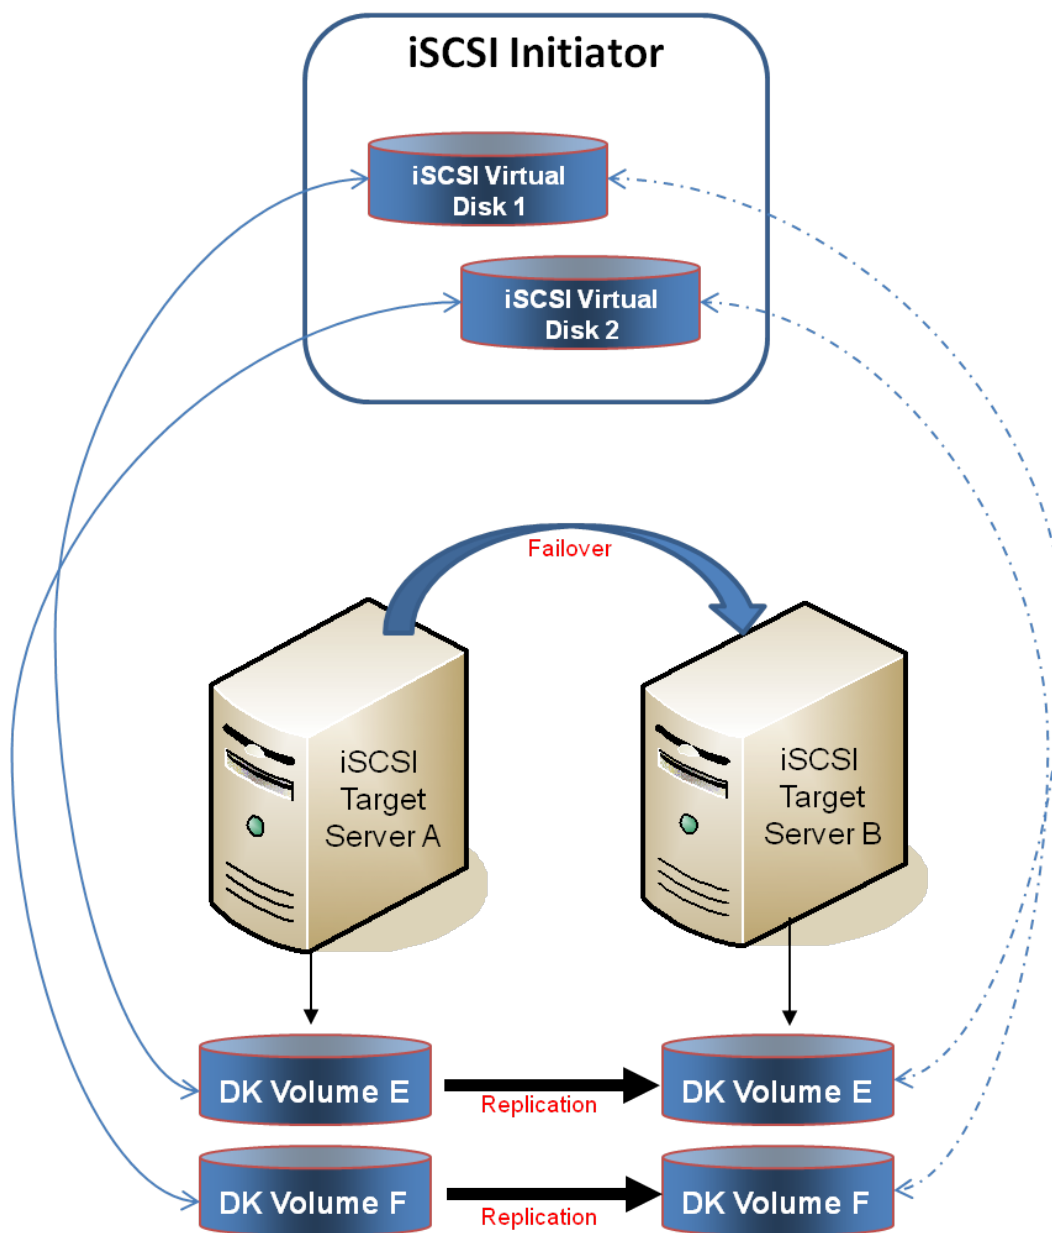 iSCSI Initiator
iSCSI Virtual
Disk 1
iSCSI Virtual
Disk 2
Failover
iSCSI
Target
Server A
iSCSI
Target
Server B
DK Volume E
Replication
DK Volume E
DK Volume F
Replication
DK Volume F